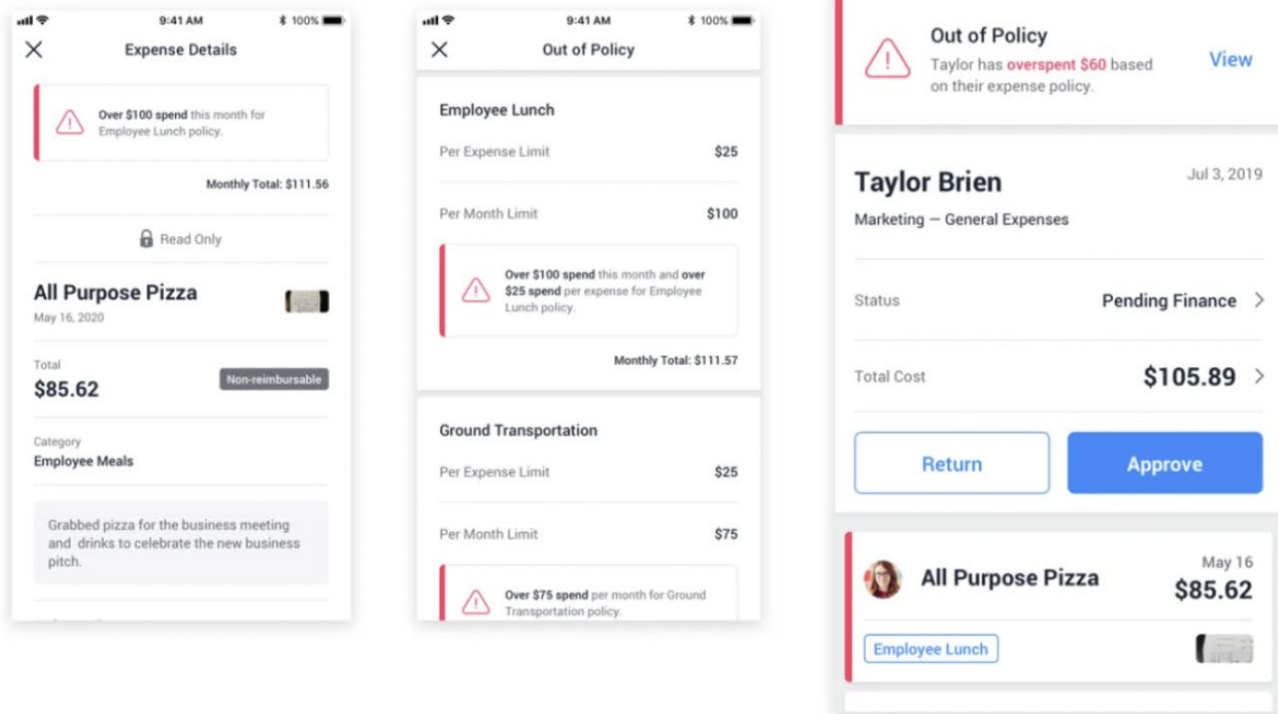 9:41 AM
100%
Expense Details
Over $100 spend this month for
Employee Lunch policy.
Monthly Total: $111.56
Read Only
All Purpose Pizza
May 16, 2020
Total
$85.62
Non-reimbursable
Category
Employee Meals
Grabbed pizza for the business meeting
and drinks to celebrate the new business
pitch.
9:41 AM
100%
Out of Policy
Employee Lunch
Per Expense Limit
$25
Per Month Limit
$100
Over $100 spend this month and over
$25 spend per expense for Employee
Lunch policy.
Monthly Total: $111.57
Ground Transportation
Per Expense Limit
$25
Per Month Limit
$75
Over $75 spend per month for Ground
Transportation policy.
Out of Policy
Taylor has overspent $60 based
on their expense policy.
View
Taylor Brien
Jul 3, 2019
Marketing — General Expenses
Status
Pending Finance
Total Cost
$105.89
Return
Approve
All Purpose Pizza
May 16
$85.62
Employee Lunch